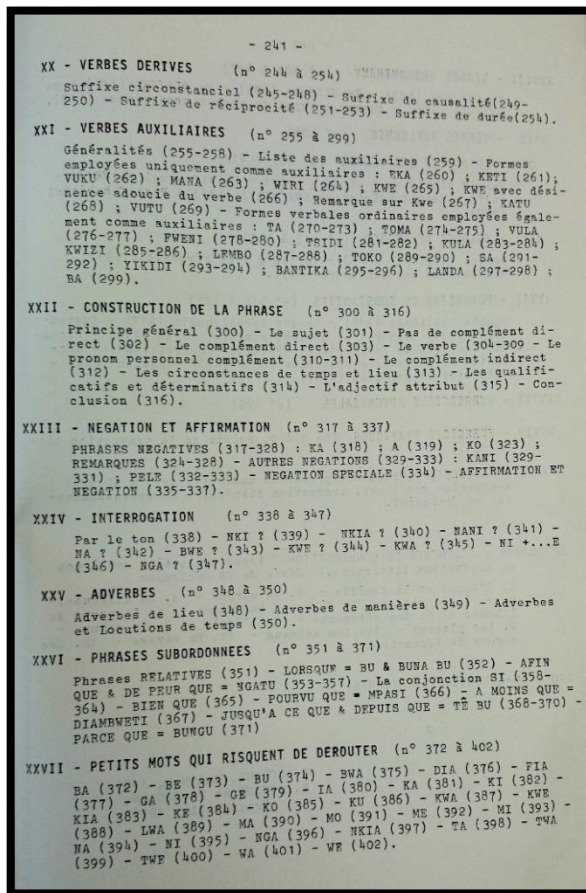 - 241 -
XX - VERBES DERIVES (n° 244 à 254)
Suffixe circonstanciel (245-248) - Suffixe de causalité(249-
250) - Suffixe de réciprocité (251-253) - Suffixe de durée(254).
XXI - VERBES AUXILIAIRES (n° 255 à 299)
Généralités (255-258) - Liste des auxiliaires (259) - Formes
employées uniquement comme auxiliaires : EKA (260) ; KETI (261);
VUKU (262) ; MANA (263) ; WIRI (264) ; KWE (265) ; KWE avec dési-
nence adoucie du verbe (266) ; Remarque sur Kwe (267) ; KATU
(268) ; VUTU (269) - Formes verbales ordinaires employées égale-
ment comme auxiliaires : TA (270-273) ; TOMA (274-275) ; VULA
(276-277) ; FWENI (278-280) ; TSIDI (281-282) ; KULA (283-284) ;
KWIZI (285-286) ; LEMBO (287-288) ; TOKO (289-290) ; SA (291-
292) ; YIKIDI (293-294) ; BANTIKA (295-296) ; LANDA (297-298) ;
BA (299).
XXII - CONSTRUCTION DE LA PHRASE (n° 300 à 316)
Principe général (300) - Le sujet (301) - Pas de complément di-
rect (302) - Le complément direct (303) - Le verbe (304-309 - Le
pronom personnel complément (310-311) - Le complément indirect
(312) - Les circonstances de temps et lieu (313) - Les qualifi-
catifs et déterminatifs (314) - L'adjectif attribut (315) - Con-
clusion (316).
XXIII - NEGATION ET AFFIRMATION (n° 317 à 337)
PHRASES NEGATIVES (317-328) : KA (318) ; A (319) ; KO (323) ;
REMARQUES (324-328) - AUTRES NEGATIONS (329-333) : KANI (329-
331) ; PELE (332-333) - NEGATION SPECIALE (334) - AFFIRMATION ET
NEGATION (335-337).
XXIV - INTERROGATION (n° 338 à 347)
Par le ton (338) - NKI ? (339) - NKIA ? (340) - NANI ? (341) -
NA ? (342) - BWE ? (343) - KWE ? (344) - KWA ? (345) - NI +...E
(346) - NGA ? (347).
XXV - ADVERBES (n° 348 à 350)
Adverbes de lieu (348) - Adverbes de manières (349) - Adverbes
et Locutions de temps (350).
XXVI - PHRASES SUBORDONNEES (n° 351 à 371)
Phrases RELATIVES (351) - LORSQUE = BU & BUNA BU (352) - AFIN
QUE & DE PEUR QUE = NGATU (353-357) - La conjonction SI (358-
364) - BIEN QUE (365) - POURVU QUE = MPASI (366) - A MOINS QUE =
DIAMBWETI (367) - JUSQU'A CE QUE & DEPUIS QUE = TÈ BU (368-370) -
PARCE QUE = BUNGU (371)
XXVII - PETITS MOTS QUI RISQUENT DE DEROUTER (n° 372 à 402)
BA (372) - BE (373) - BU (374) - BWA (375) - DIA (376) - FIA
(377) - GA (378) - GE (379) - IA (380) - KA (381) - KI (382) -
KIA (383) - KE (384) - KO (385) - KU (386) - KWA (387) - KWE
(388) - LWA (389) - MA (390) - MO (391) - ME (392) - MI (393) -
NA (394) - NI (395) - NGA (396) - NKIA (397) - TA (398) - TWA
(399) - TWE (400) - WA (401) - WE (402).